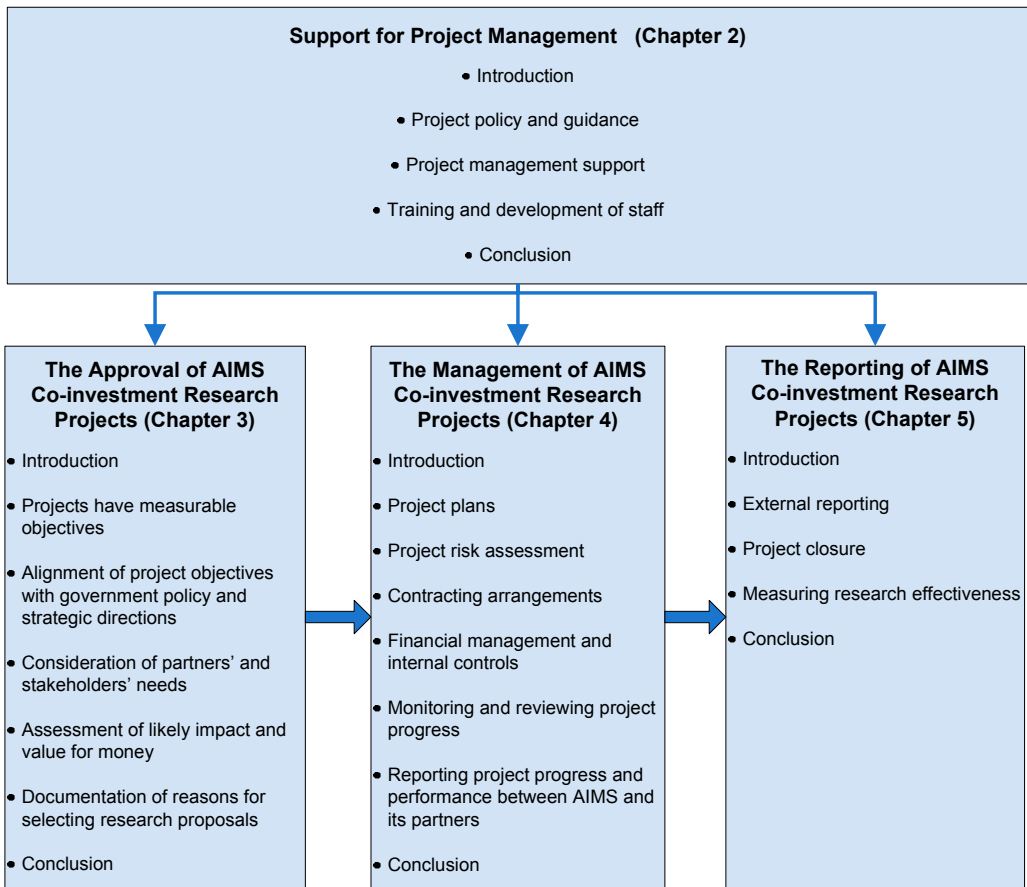 Support for Project Management (Chapter 2)
• Introduction
• Project policy and guidance
• Project management support
• Training and development of staff
• Conclusion
The Approval of AIMS
Co-investment Research
Projects (Chapter 3)
• Introduction
• Projects have measurable
objectives
• Alignment of project objectives
with government policy and
strategic directions
• Consideration of partners’ and
stakeholders’ needs
• Assessment of likely impact and
value for money
• Documentation of reasons for
selecting research proposals
• Conclusion
The Management of AIMS
Co-investment Research
Projects (Chapter 4)
• Introduction
• Project plans
• Project risk assessment
• Contracting arrangements
• Financial management and
internal controls
• Monitoring and reviewing project
progress
• Reporting project progress and
performance between AIMS and
its partners
• Conclusion
The Reporting of AIMS
Co-investment Research
Projects (Chapter 5)
• Introduction
• External reporting
• Project closure
• Measuring research effectiveness
• Conclusion